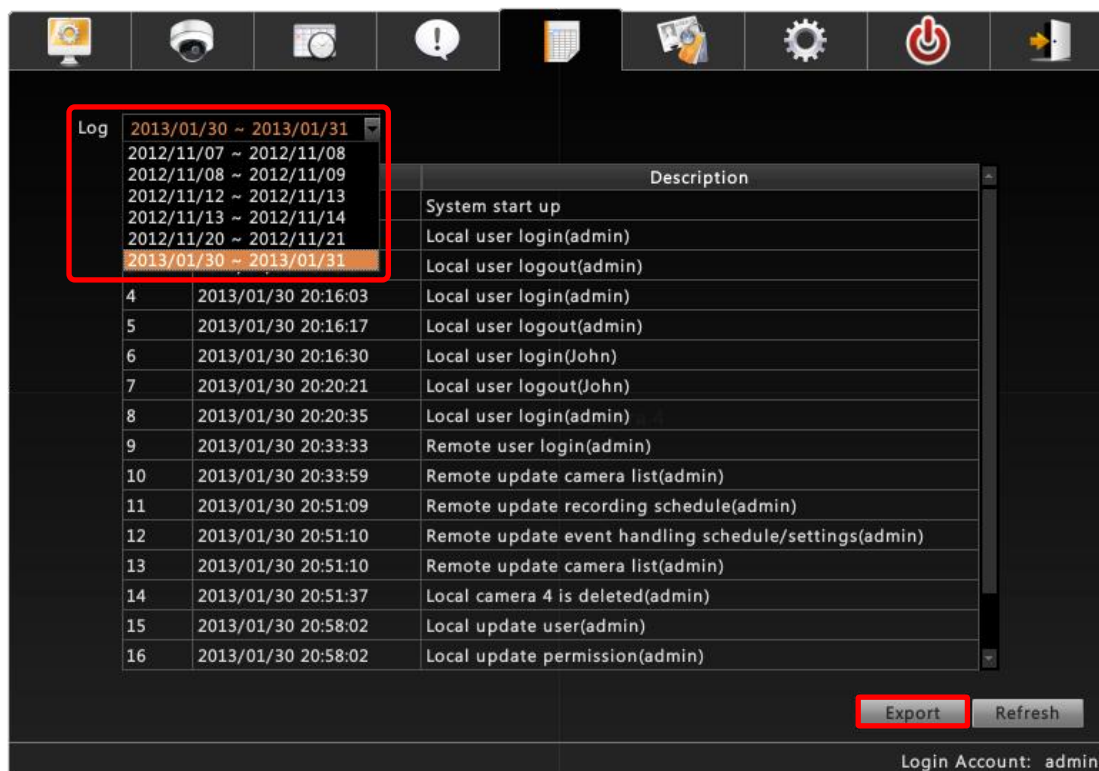 Log 2013/01/30 ~ 2013/01/31
2012/11/07 ~ 2012/11/08
2012/11/08 ~ 2012/11/09
2012/11/12 ~ 2012/11/13
2012/11/13 ~ 2012/11/14
2012/11/20 ~ 2012/11/21
2013/01/30 ~ 2013/01/31
Description
System start up
Local user login(admin)
Local user logout(admin)
4 2013/01/30 20:16:03 Local user login(admin)
5 2013/01/30 20:16:17 Local user logout(admin)
6 2013/01/30 20:16:30 Local user login(John)
7 2013/01/30 20:20:21 Local user logout(John)
8 2013/01/30 20:20:35 Local user login(admin)
9 2013/01/30 20:33:33 Remote user login(admin)
10 2013/01/30 20:33:59 Remote update camera list(admin)
11 2013/01/30 20:51:09 Remote update recording schedule(admin)
12 2013/01/30 20:51:10 Remote update event handling schedule/settings(admin)
13 2013/01/30 20:51:10 Remote update camera list(admin)
14 2013/01/30 20:51:37 Local camera 4 is deleted(admin)
15 2013/01/30 20:58:02 Local update user(admin)
16 2013/01/30 20:58:02 Local update permission(admin)
Export Refresh
Login Account: admin